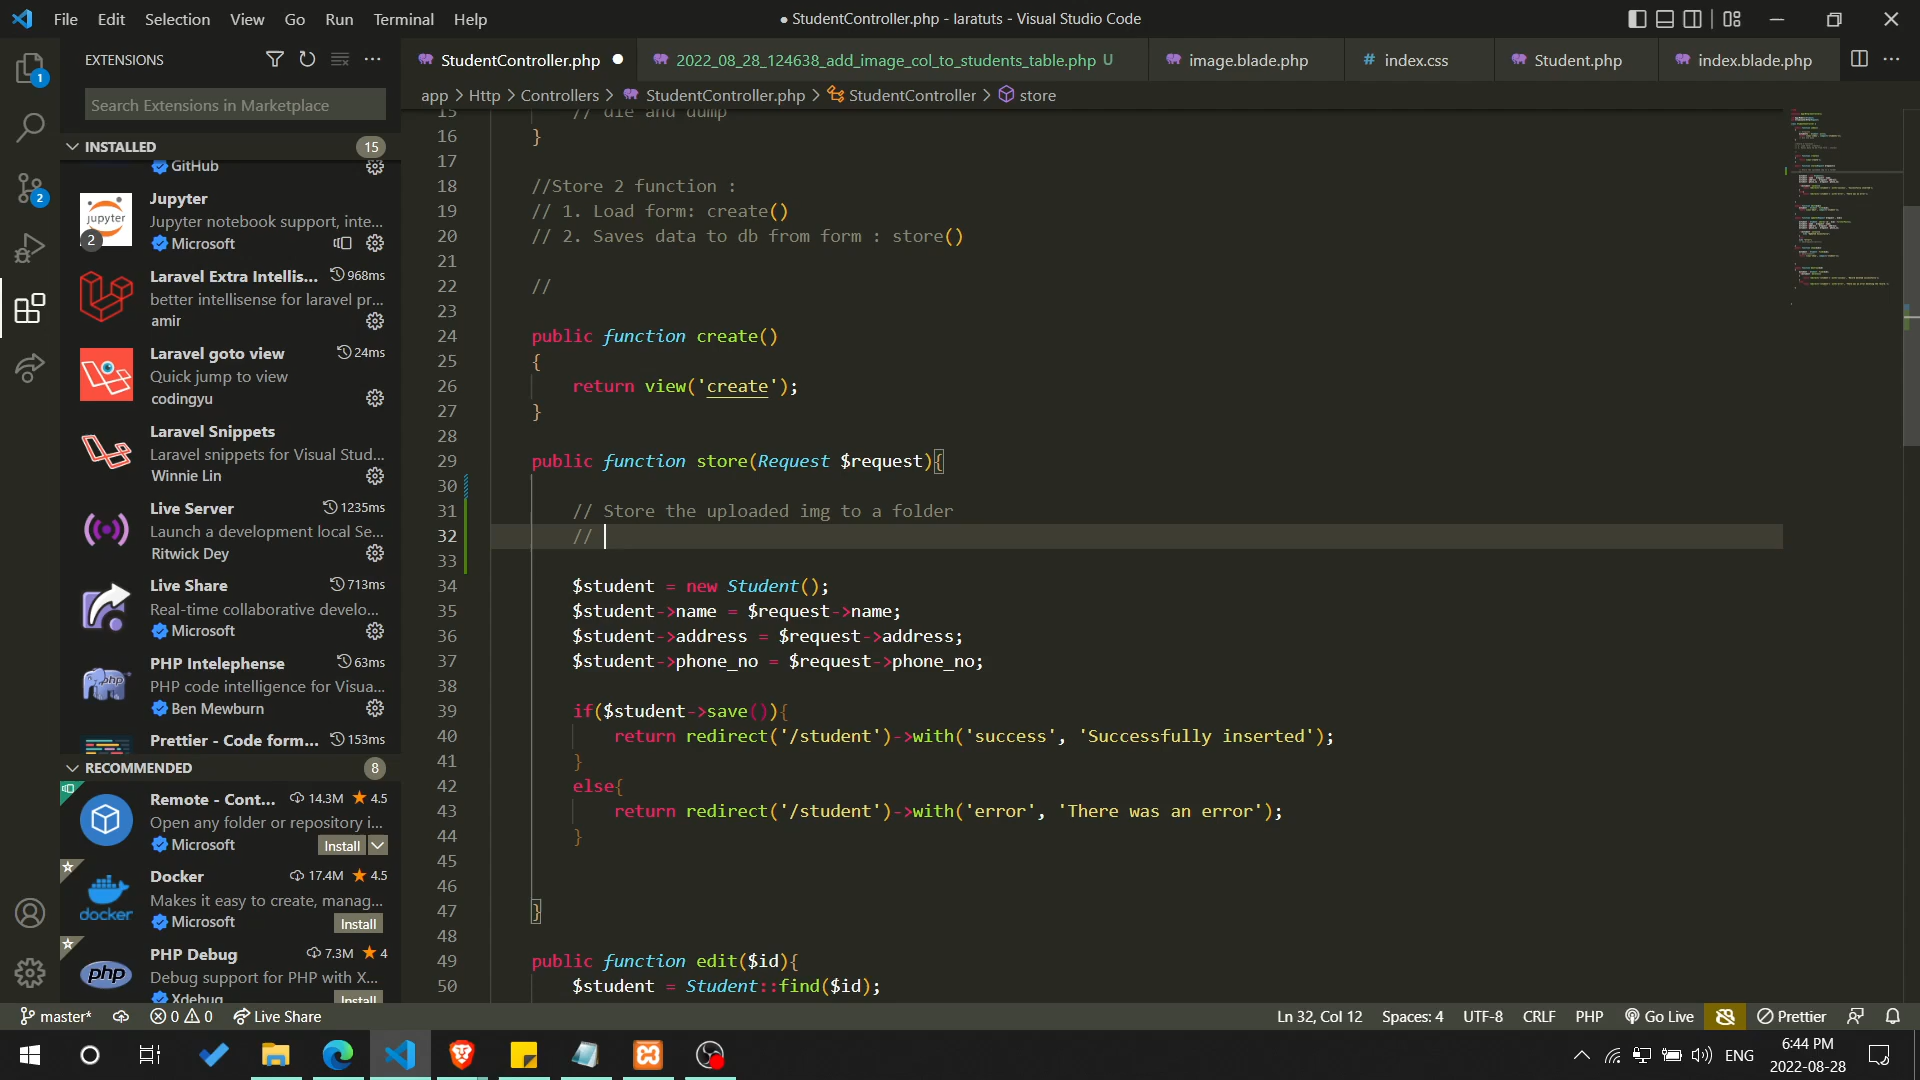 File Edit Selection View Go Run Terminal Help
● StudentController.php - laratuts - Visual Studio Code
EXTENSIONS
Search Extensions in Marketplace
INSTALLED 15
GitHub
Jupyter
Jupyter notebook support, inte...
Microsoft
2
Laravel Extra Intellis... 968ms
better intellisense for laravel pr...
amir
Laravel goto view 24ms
Quick jump to view
codingyu
Laravel Snippets
Laravel snippets for Visual Stud...
Winnie Lin
Live Server 1235ms
Launch a development local Se...
Ritwick Dey
Live Share 713ms
Real-time collaborative develo...
Microsoft
PHP Intelephense 63ms
PHP code intelligence for Visua...
Ben Mewburn
Prettier - Code form... 153ms
RECOMMENDED 8
Remote - Cont... 14.3M ★ 4.5
Open any folder or repository i...
Microsoft Install
Docker 17.4M ★ 4.5
Makes it easy to create, manag...
Microsoft Install
PHP Debug 7.3M ★ 4
Debug support for PHP with X...
Xdebug Install
1
2
jupyter
php
docker
php
StudentController.php ●
2022_08_28_124638_add_image_col_to_students_table.php U
image.blade.php
# index.css
Student.php
index.blade.php
app > Http > Controllers > StudentController.php > StudentController > store
15 // die and dump
16 }
17
18 //Store 2 function :
19 // 1. Load form: create()
20 // 2. Saves data to db from form : store()
21
22 //
23
24 public function create()
25 {
26 return view('create');
27 }
28
29 public function store(Request $request){
30
31 // Store the uploaded img to a folder
32 //
33
34 $student = new Student();
35 $student->name = $request->name;
36 $student->address = $request->address;
37 $student->phone_no = $request->phone_no;
38
39 if($student->save()){
40 return redirect('/student')->with('success', 'Successfully inserted');
41 }
42 else{
43 return redirect('/student')->with('error', 'There was an error');
44 }
45
46
47 }
48
49 public function edit($id){
50 $student = Student::find($id);
master* 0 0 Live Share
Ln 32, Col 12 Spaces: 4 UTF-8 CRLF PHP Go Live Prettier
ENG
6:44 PM
2022-08-28